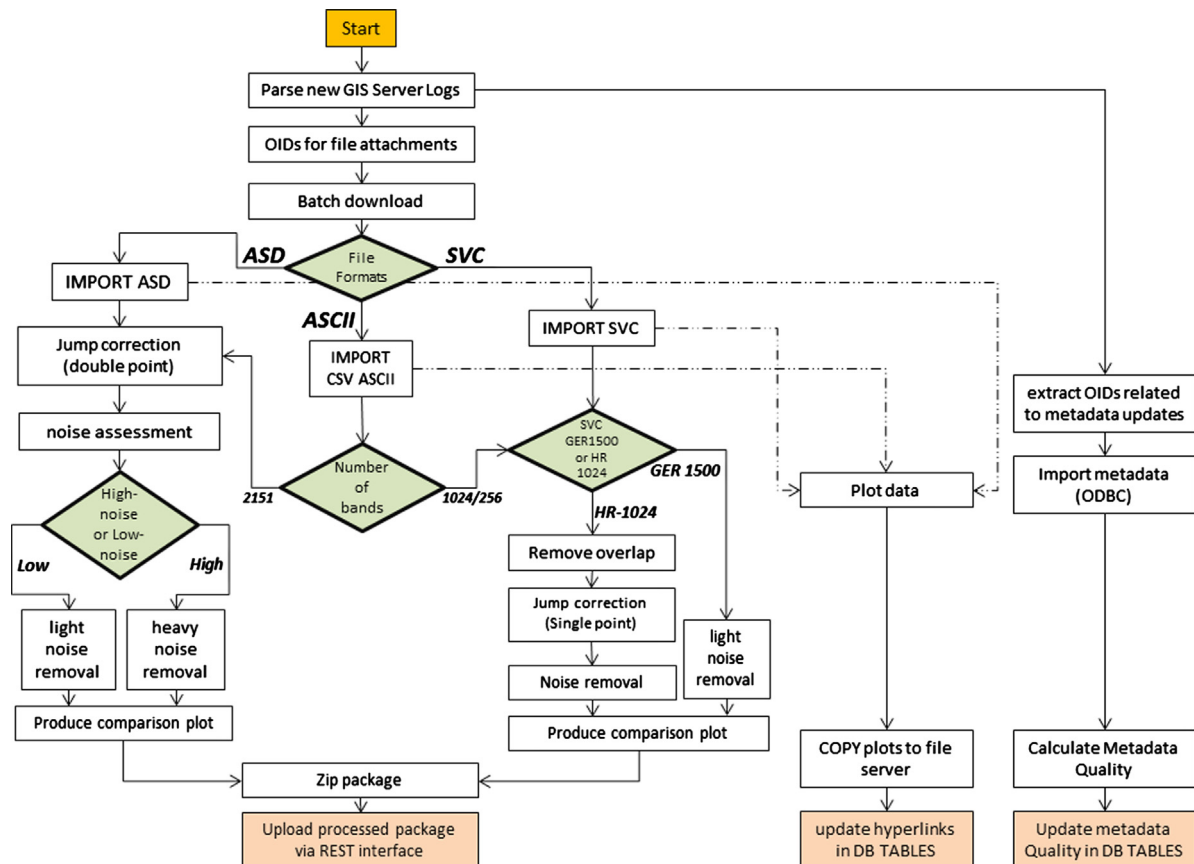 Start
Parse new GIS Server Logs
OIDs for file attachments
Batch download
ASD
File
Formats
SVC
IMPORT ASD
ASCII
IMPORT SVC
Jump correction
(double point)
IMPORT
CSV ASCII
extract OIDs related
to metadata updates
noise assessment
SVC
GER1500
or HR
1024
GER 1500
Number
of
bands
2151
1024/256
Plot data
Import metadata
(ODBC)
High-
noise
or Low-
noise
Low
High
HR-1024
Remove overlap
Jump correction
(Single point)
light
noise
removal
heavy
noise
removal
light
noise
removal
Noise removal
Produce comparison plot
Produce comparison plot
COPY plots to file
server
Calculate Metadata
Quality
Zip package
Upload processed package
via REST interface
update hyperlinks
in DB TABLES
Update metadata
Quality in DB TABLES